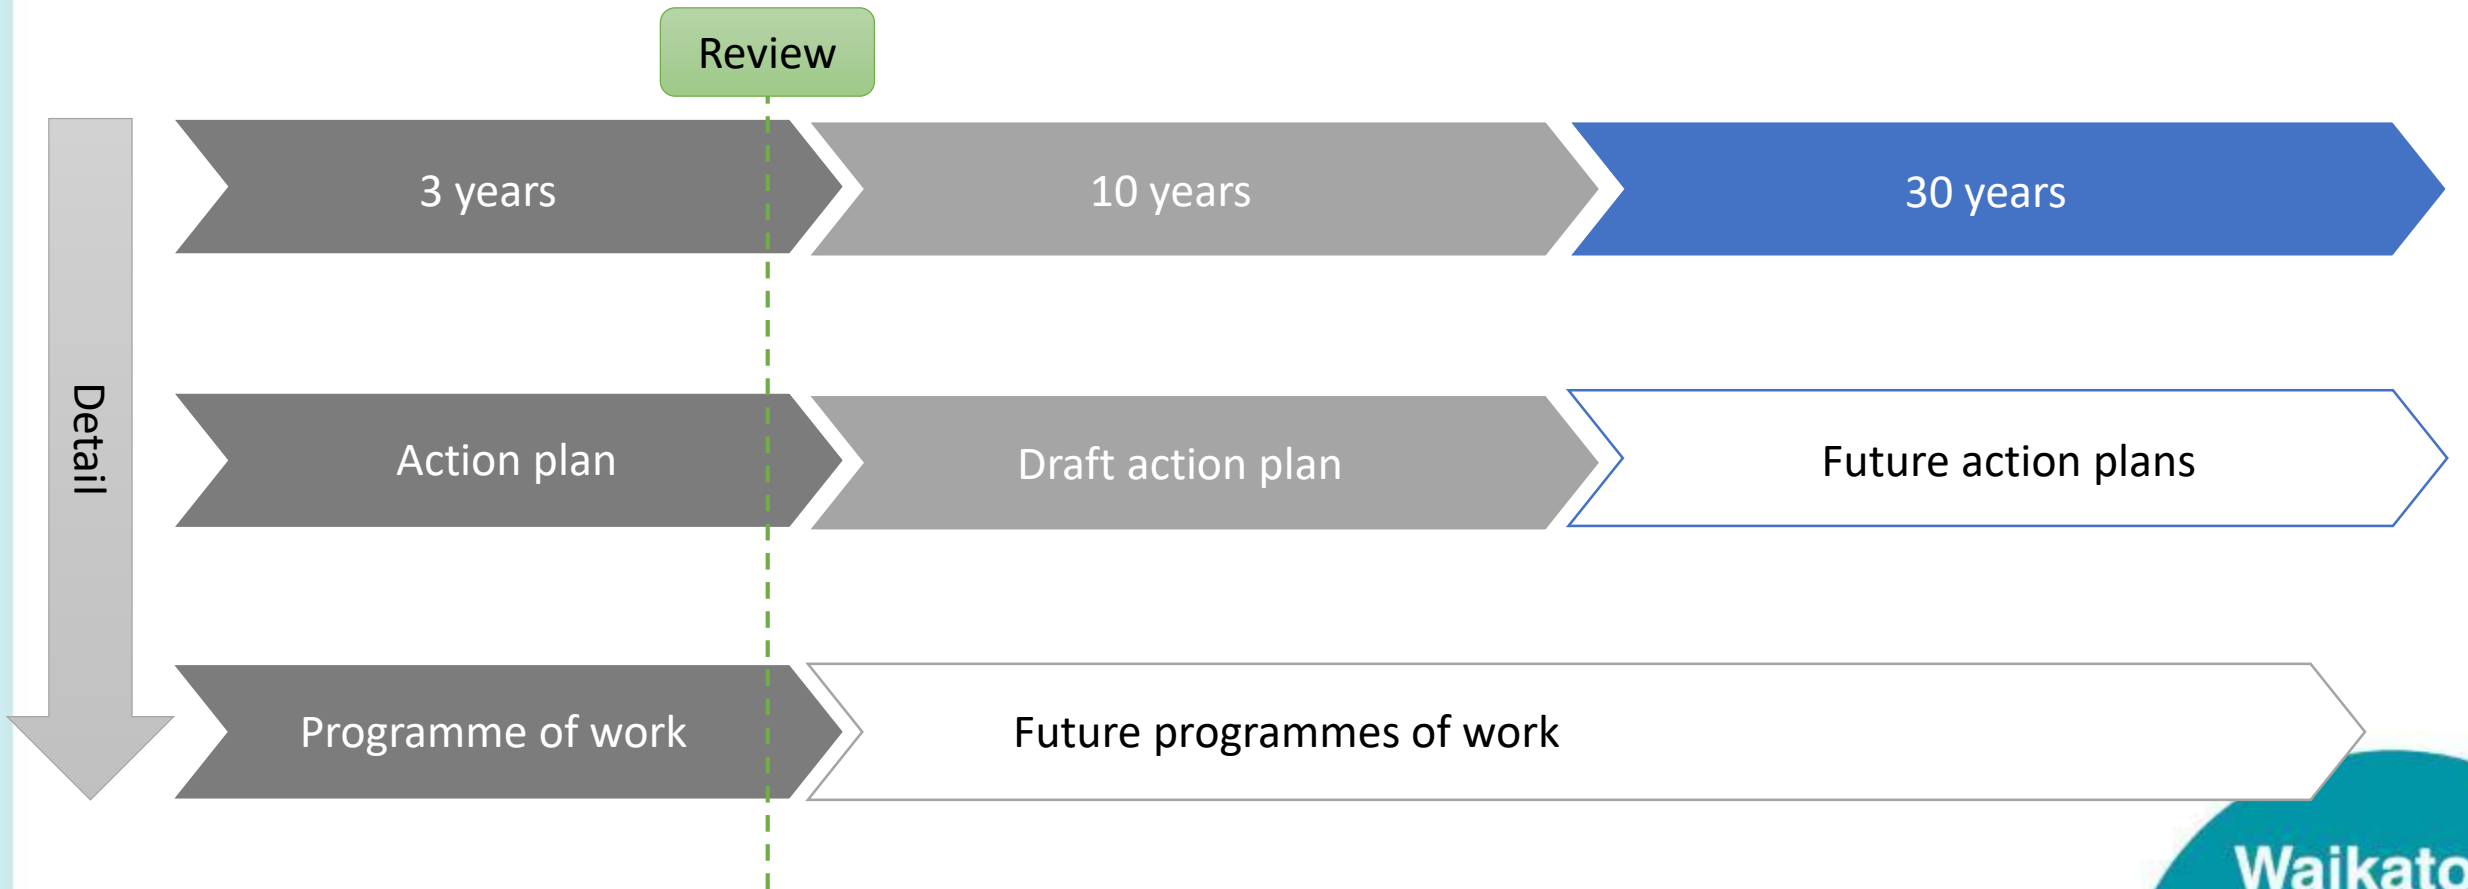 Review
3 years
10 years
30 years
Detail
Action plan
Draft action plan
Future action plans
Programme of work
Future programmes of work
Waikato